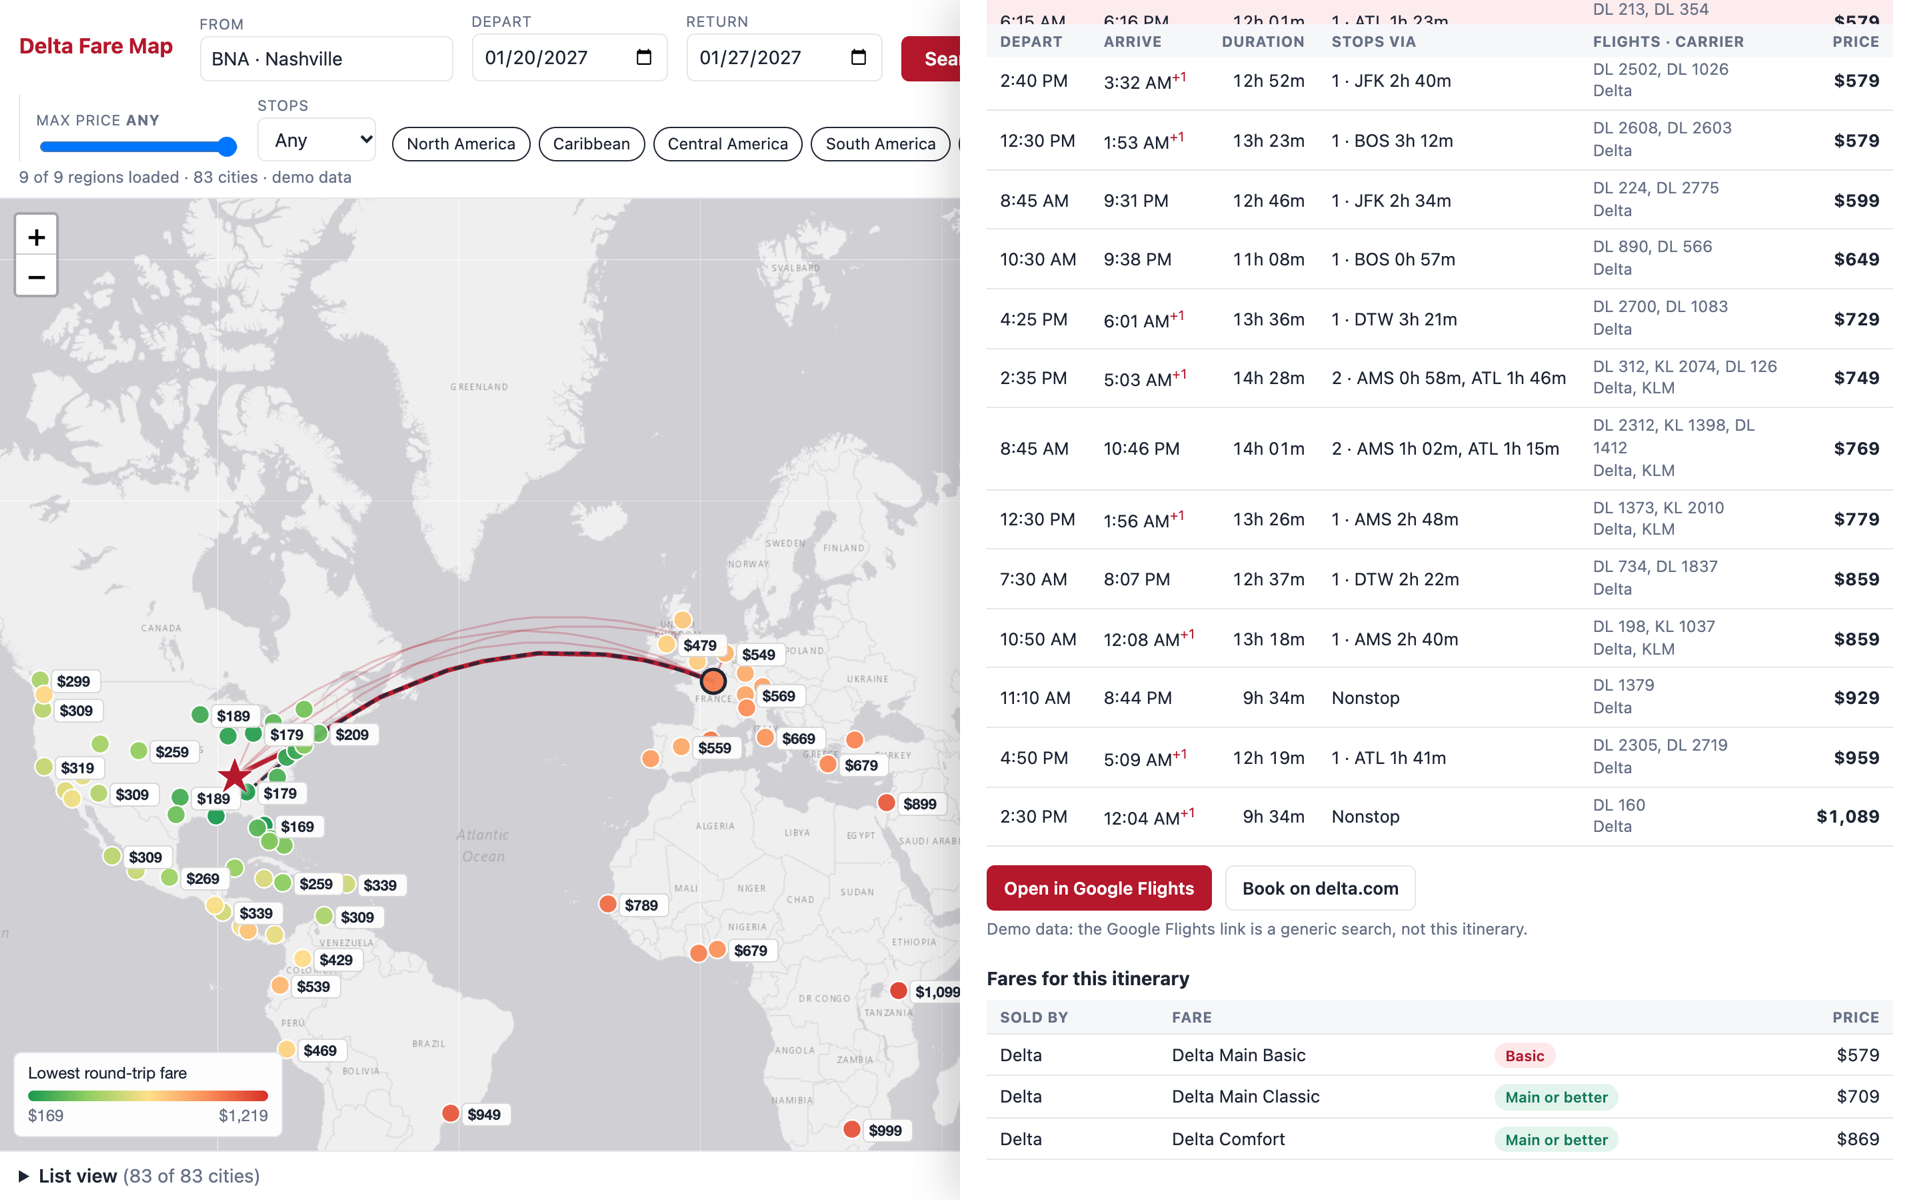 Delta Fare Map
FROM
BNA · Nashville
DEPART
01/20/2027
RETURN
01/27/2027
MAX PRICE ANY
STOPS
Any
North America
Caribbean
Central America
South America
9 of 9 regions loaded · 83 cities · demo data
+
−
SVALBARD
GREENLAND
SWEDEN
FINLAND
NORWAY
CANADA
$479
$549
POLAND
UKRAINE
$299
$309
$569
FRANCE
$189
$179
$209
$259
$559
$669
$679
$319
$309
$189
$179
$899
$169
Atlantic
Ocean
ALGERIA
LIBYA
EGYPT
SAUDI ARAB
$309
$269
$259
$339
MALI
NIGER
CHAD
SUDAN
$339
$309
$789
NIGERIA
ETHIOPIA
VENEZUELA
$429
$679
$539
DR CONGO
$1,099
TANZANIA
PERÚ
BRAZIL
$469
ANGOLA
ZAMBIA
BOLIVIA
NAMIBIA
$949
$999
Lowest round-trip fare
$169
$1,219
▶ List view (83 of 83 cities)
6:15 AM 6:16 PM 12h 01m 1 · ATL 1h 23m DL 213, DL 354 $579
DEPART ARRIVE DURATION STOPS VIA FLIGHTS · CARRIER PRICE
2:40 PM 3:32 AM+1 12h 52m 1 · JFK 2h 40m DL 2502, DL 1026 $579
Delta
12:30 PM 1:53 AM+1 13h 23m 1 · BOS 3h 12m DL 2608, DL 2603 $579
Delta
8:45 AM 9:31 PM 12h 46m 1 · JFK 2h 34m DL 224, DL 2775 $599
Delta
10:30 AM 9:38 PM 11h 08m 1 · BOS 0h 57m DL 890, DL 566 $649
Delta
4:25 PM 6:01 AM+1 13h 36m 1 · DTW 3h 21m DL 2700, DL 1083 $729
Delta
2:35 PM 5:03 AM+1 14h 28m 2 · AMS 0h 58m, ATL 1h 46m DL 312, KL 2074, DL 126 $749
Delta, KLM
8:45 AM 10:46 PM 14h 01m 2 · AMS 1h 02m, ATL 1h 15m DL 2312, KL 1398, DL $769
1412
Delta, KLM
12:30 PM 1:56 AM+1 13h 26m 1 · AMS 2h 48m DL 1373, KL 2010 $779
Delta, KLM
7:30 AM 8:07 PM 12h 37m 1 · DTW 2h 22m DL 734, DL 1837 $859
Delta
10:50 AM 12:08 AM+1 13h 18m 1 · AMS 2h 40m DL 198, KL 1037 $859
Delta, KLM
11:10 AM 8:44 PM 9h 34m Nonstop DL 1379 $929
Delta
4:50 PM 5:09 AM+1 12h 19m 1 · ATL 1h 41m DL 2305, DL 2719 $959
Delta
2:30 PM 12:04 AM+1 9h 34m Nonstop DL 160 $1,089
Delta
Open in Google Flights
Book on delta.com
Demo data: the Google Flights link is a generic search, not this itinerary.
Fares for this itinerary
SOLD BY FARE PRICE
Delta Delta Main Basic Basic $579
Delta Delta Main Classic Main or better $709
Delta Delta Comfort Main or better $869